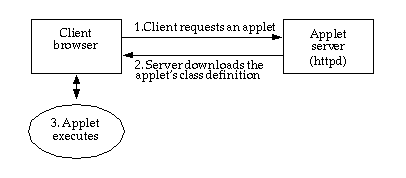 Client
browser
1.Client requests an applet
Applet
server
(httpd)
2. Server downloads the
applet's class definition
3. Applet
executes